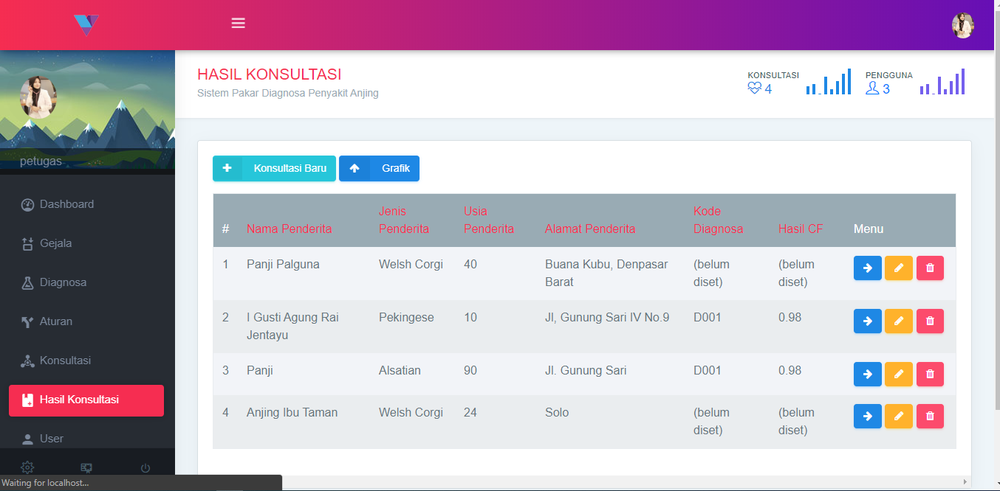 HASIL KONSULTASI
Sistem Pakar Diagnosa Penyakit Anjing
KONSULTASI
4
PENGGUNA
3
petugas
Dashboard
Gejala
Diagnosa
Aturan
Konsultasi
Hasil Konsultasi
User
Konsultasi Baru
Grafik
# Nama Penderita Jenis Penderita Usia Penderita Alamat Penderita Kode Diagnosa Hasil CF Menu
1 Panji Palguna Welsh Corgi 40 Buana Kubu, Denpasar Barat (belum diset) (belum diset)
2 I Gusti Agung Rai Jentayu Pekingese 10 Jl, Gunung Sari IV No.9 D001 0.98
3 Panji Alsatian 90 Jl. Gunung Sari D001 0.98
4 Anjing Ibu Taman Welsh Corgi 24 Solo (belum diset) (belum diset)
Waiting for localhost...